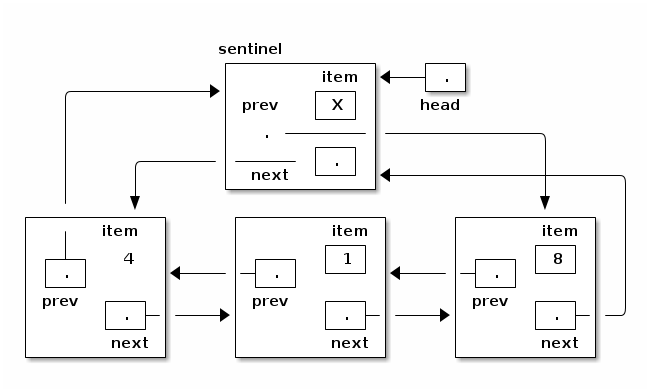 sentinel
item
prev
X
.
head
.
next
.
item
4
.
prev
.
next
item
1
.
prev
.
next
item
8
.
prev
.
next